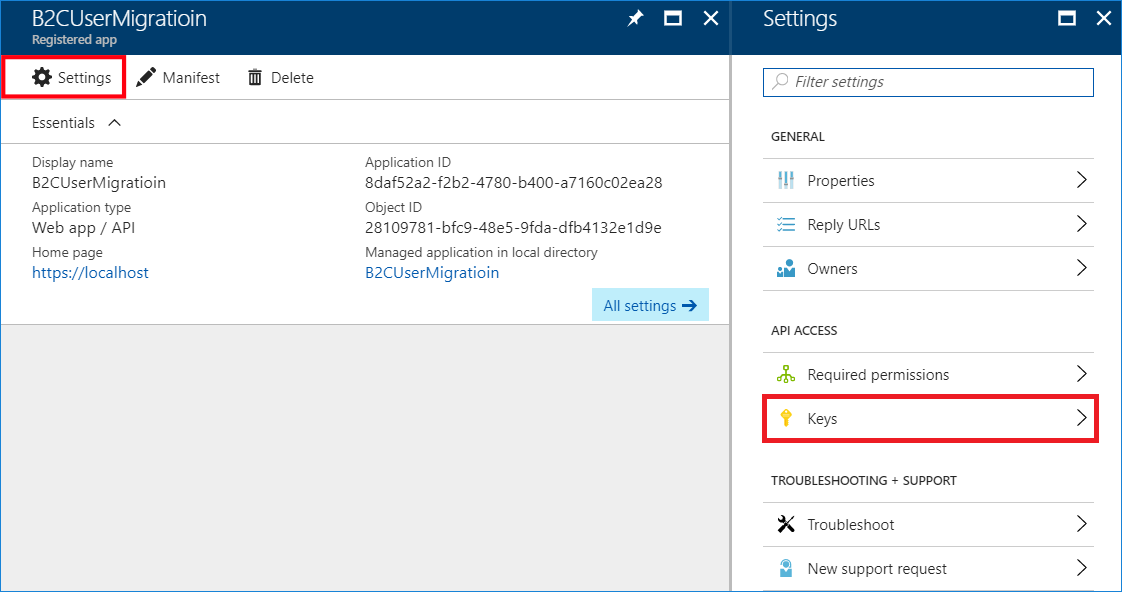 B2CUserMigratioin
Registered app
Settings
Manifest
Delete
Essentials
Display name
B2CUserMigratioin
Application type
Web app / API
Home page
https://localhost
Application ID
8daf52a2-f2b2-4780-b400-a7160c02ea28
Object ID
28109781-bfc9-48e5-9fda-dfb4132e1d9e
Managed application in local directory
B2CUserMigratioin
All settings
Settings
Filter settings
GENERAL
Properties
Reply URLs
Owners
API ACCESS
Required permissions
Keys
TROUBLESHOOTING + SUPPORT
Troubleshoot
New support request